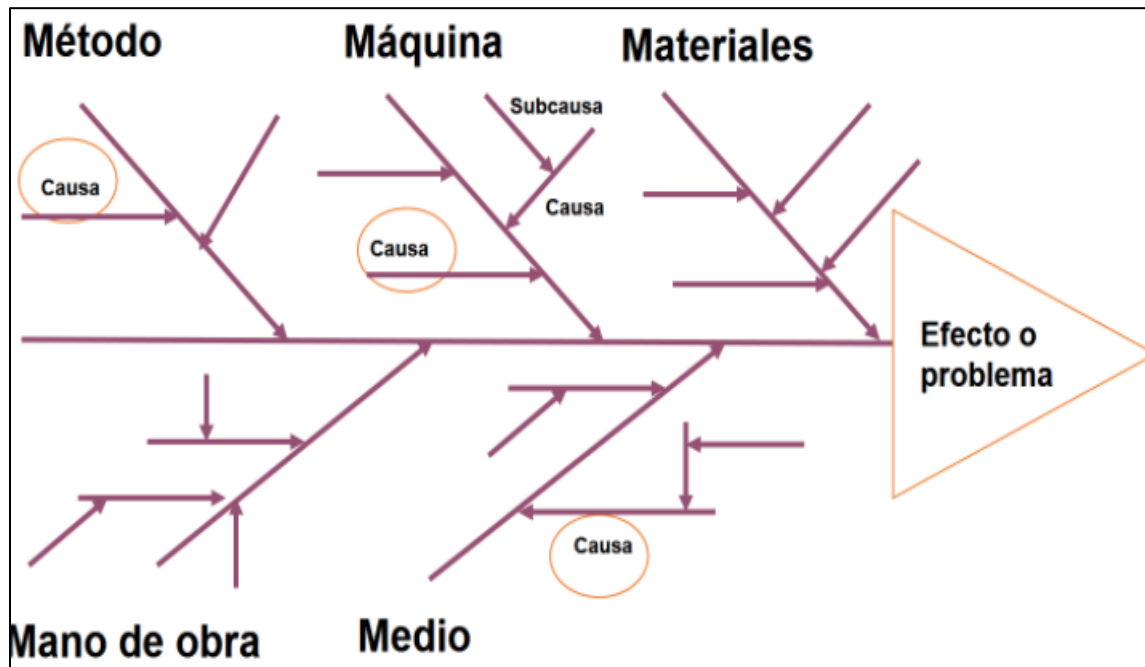 Método
Máquina
Materiales
Subcausa
Causa
Causa
Causa
Efecto o
problema
Causa
Mano de obra
Medio